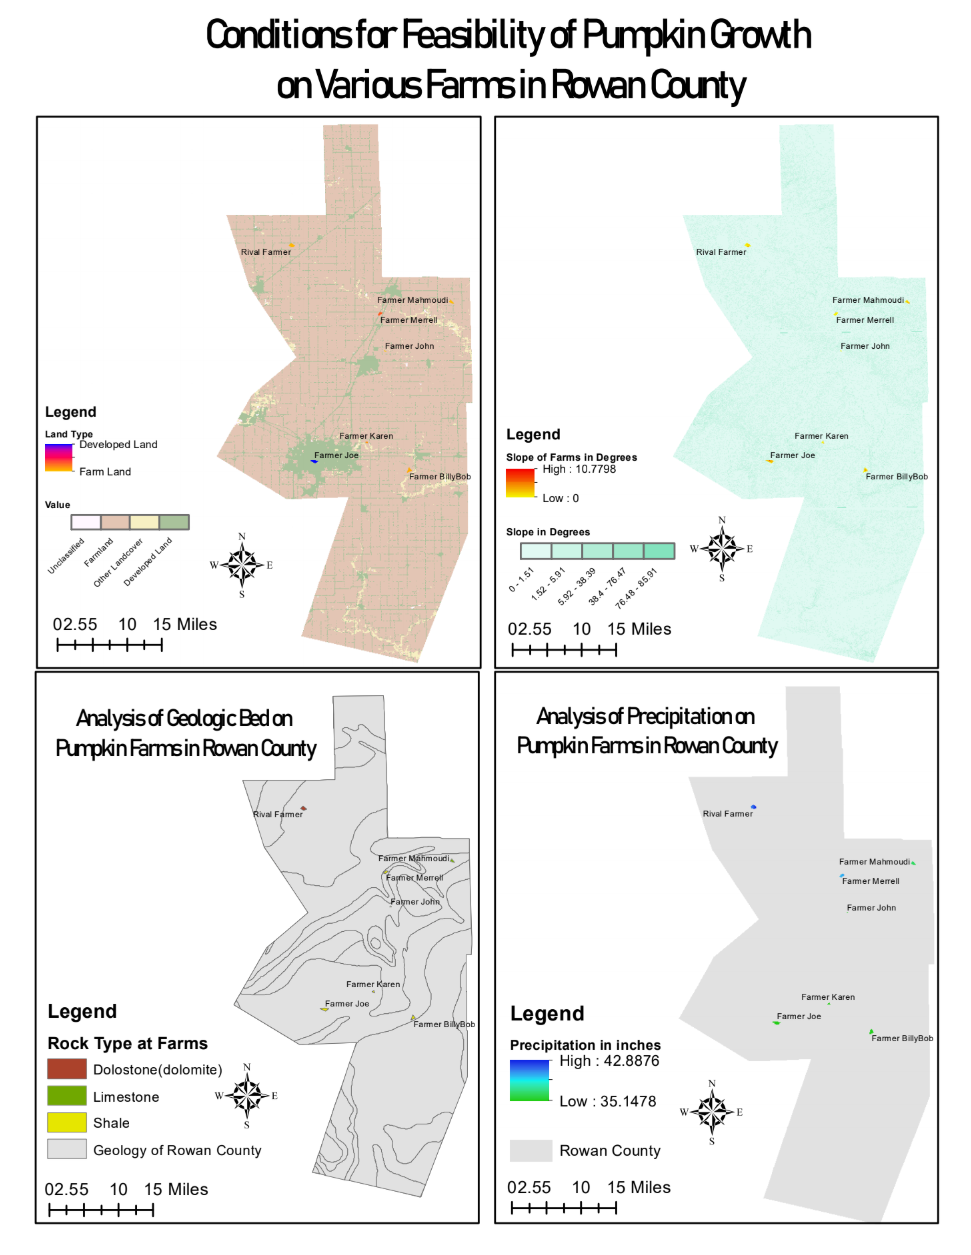 Conditions for Feasibility of Pumpkin Growth
on Various Farms in Rowan County
Rival Farmer
Farmer Mahmoudi
Farmer Merrell
Farmer John
Farmer Karen
Farmer Joe
Farmer BillyBob
Legend
Land Type
Developed Land
Farm Land
Value
Unclassified
Farmland
Other Landcover
Developed Land
N
W E
S
02.55 10 15 Miles
Rival Farmer
Farmer Mahmoudi
Farmer Merrell
Farmer John
Farmer Karen
Farmer Joe
Farmer BillyBob
Legend
Slope of Farms in Degrees
High : 10.7798
Low : 0
Slope in Degrees
0 - 1.51
1.52 - 5.91
5.92 - 38.39
38.4 - 76.47
76.48 - 85.91
N
W E
S
02.55 10 15 Miles
Analysis of Geologic Bed on
Pumpkin Farms in Rowan County
Rival Farmer
Farmer Mahmoudi
Farmer Merrell
Farmer John
Farmer Karen
Farmer Joe
Farmer BillyBob
Legend
Rock Type at Farms
Dolostone(dolomite)
Limestone
Shale
Geology of Rowan County
N
W E
S
02.55 10 15 Miles
Analysis of Precipitation on
Pumpkin Farms in Rowan County
Rival Farmer
Farmer Mahmoudi
Farmer Merrell
Farmer John
Farmer Karen
Farmer Joe
Farmer BillyBob
Legend
Precipitation in inches
High : 42.8876
Low : 35.1478
Rowan County
N
W E
S
02.55 10 15 Miles